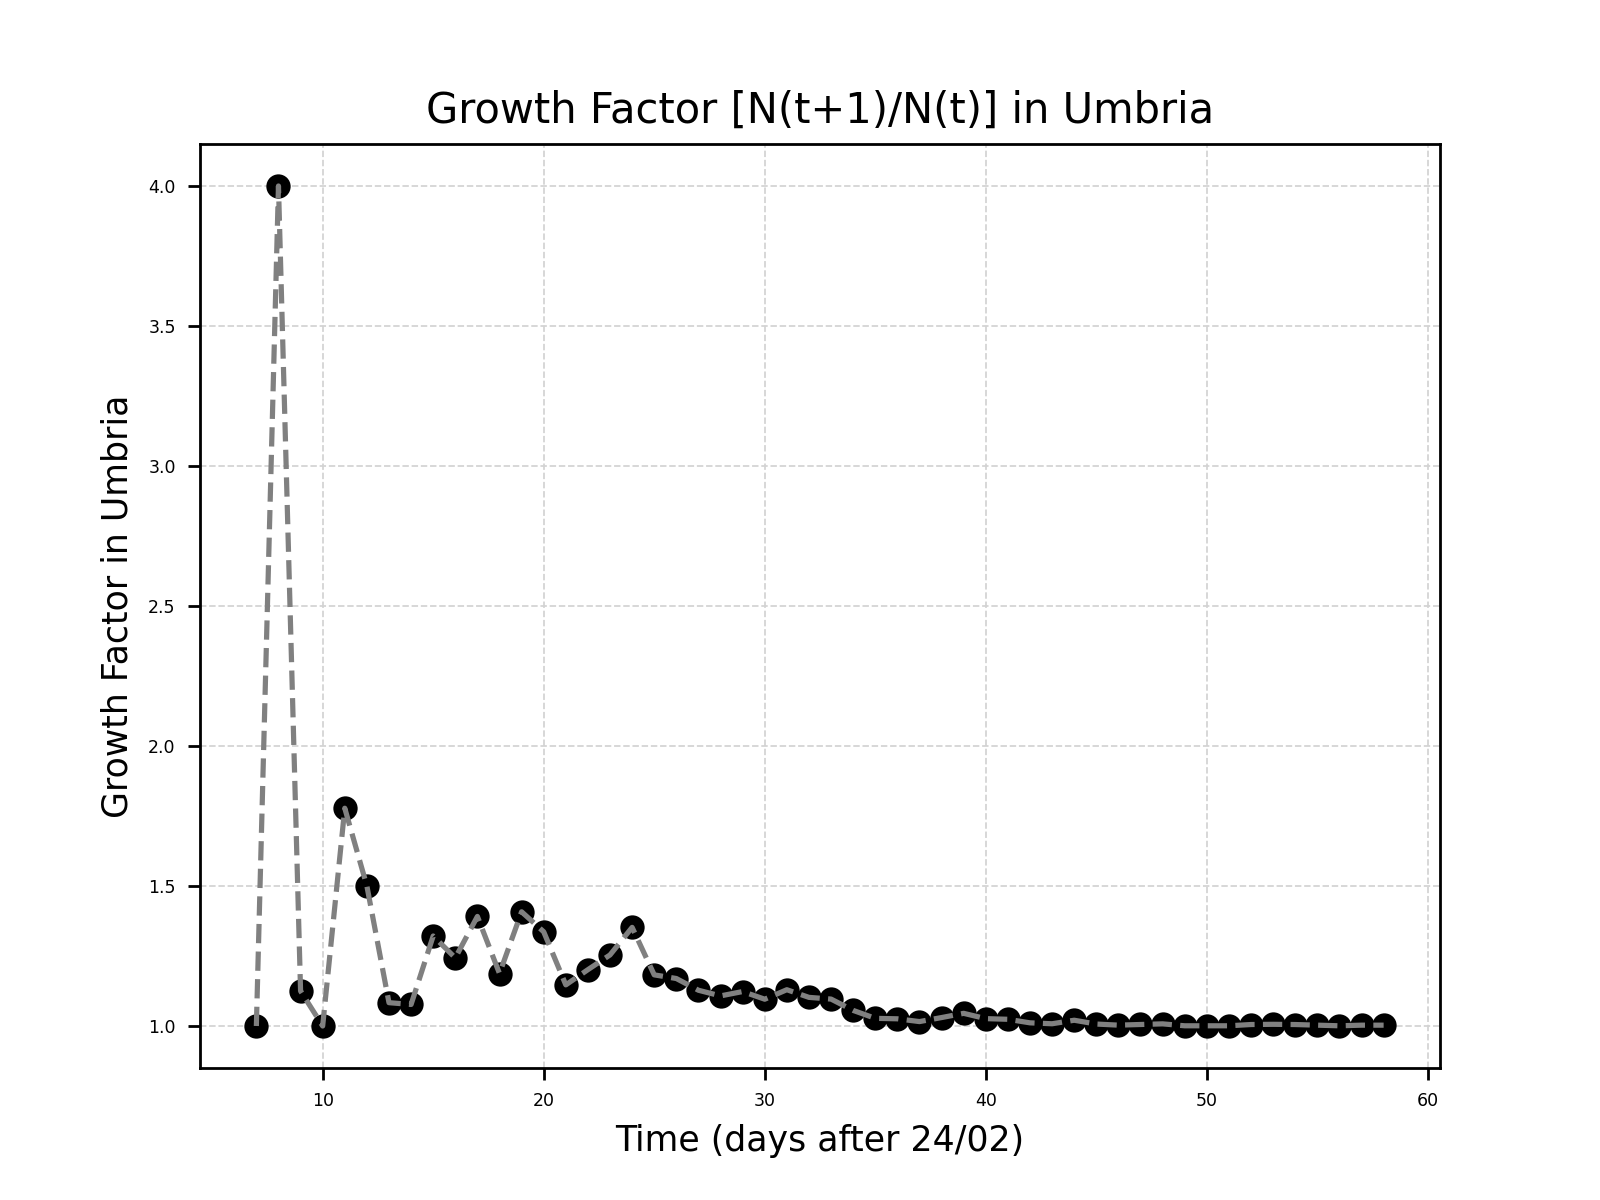 Growth Factor [N(t+1)/N(t)] in Umbria
Growth Factor in Umbria
4.0
3.5
3.0
2.5
2.0
1.5
1.0
10 20 30 40 50 60
Time (days after 24/02)